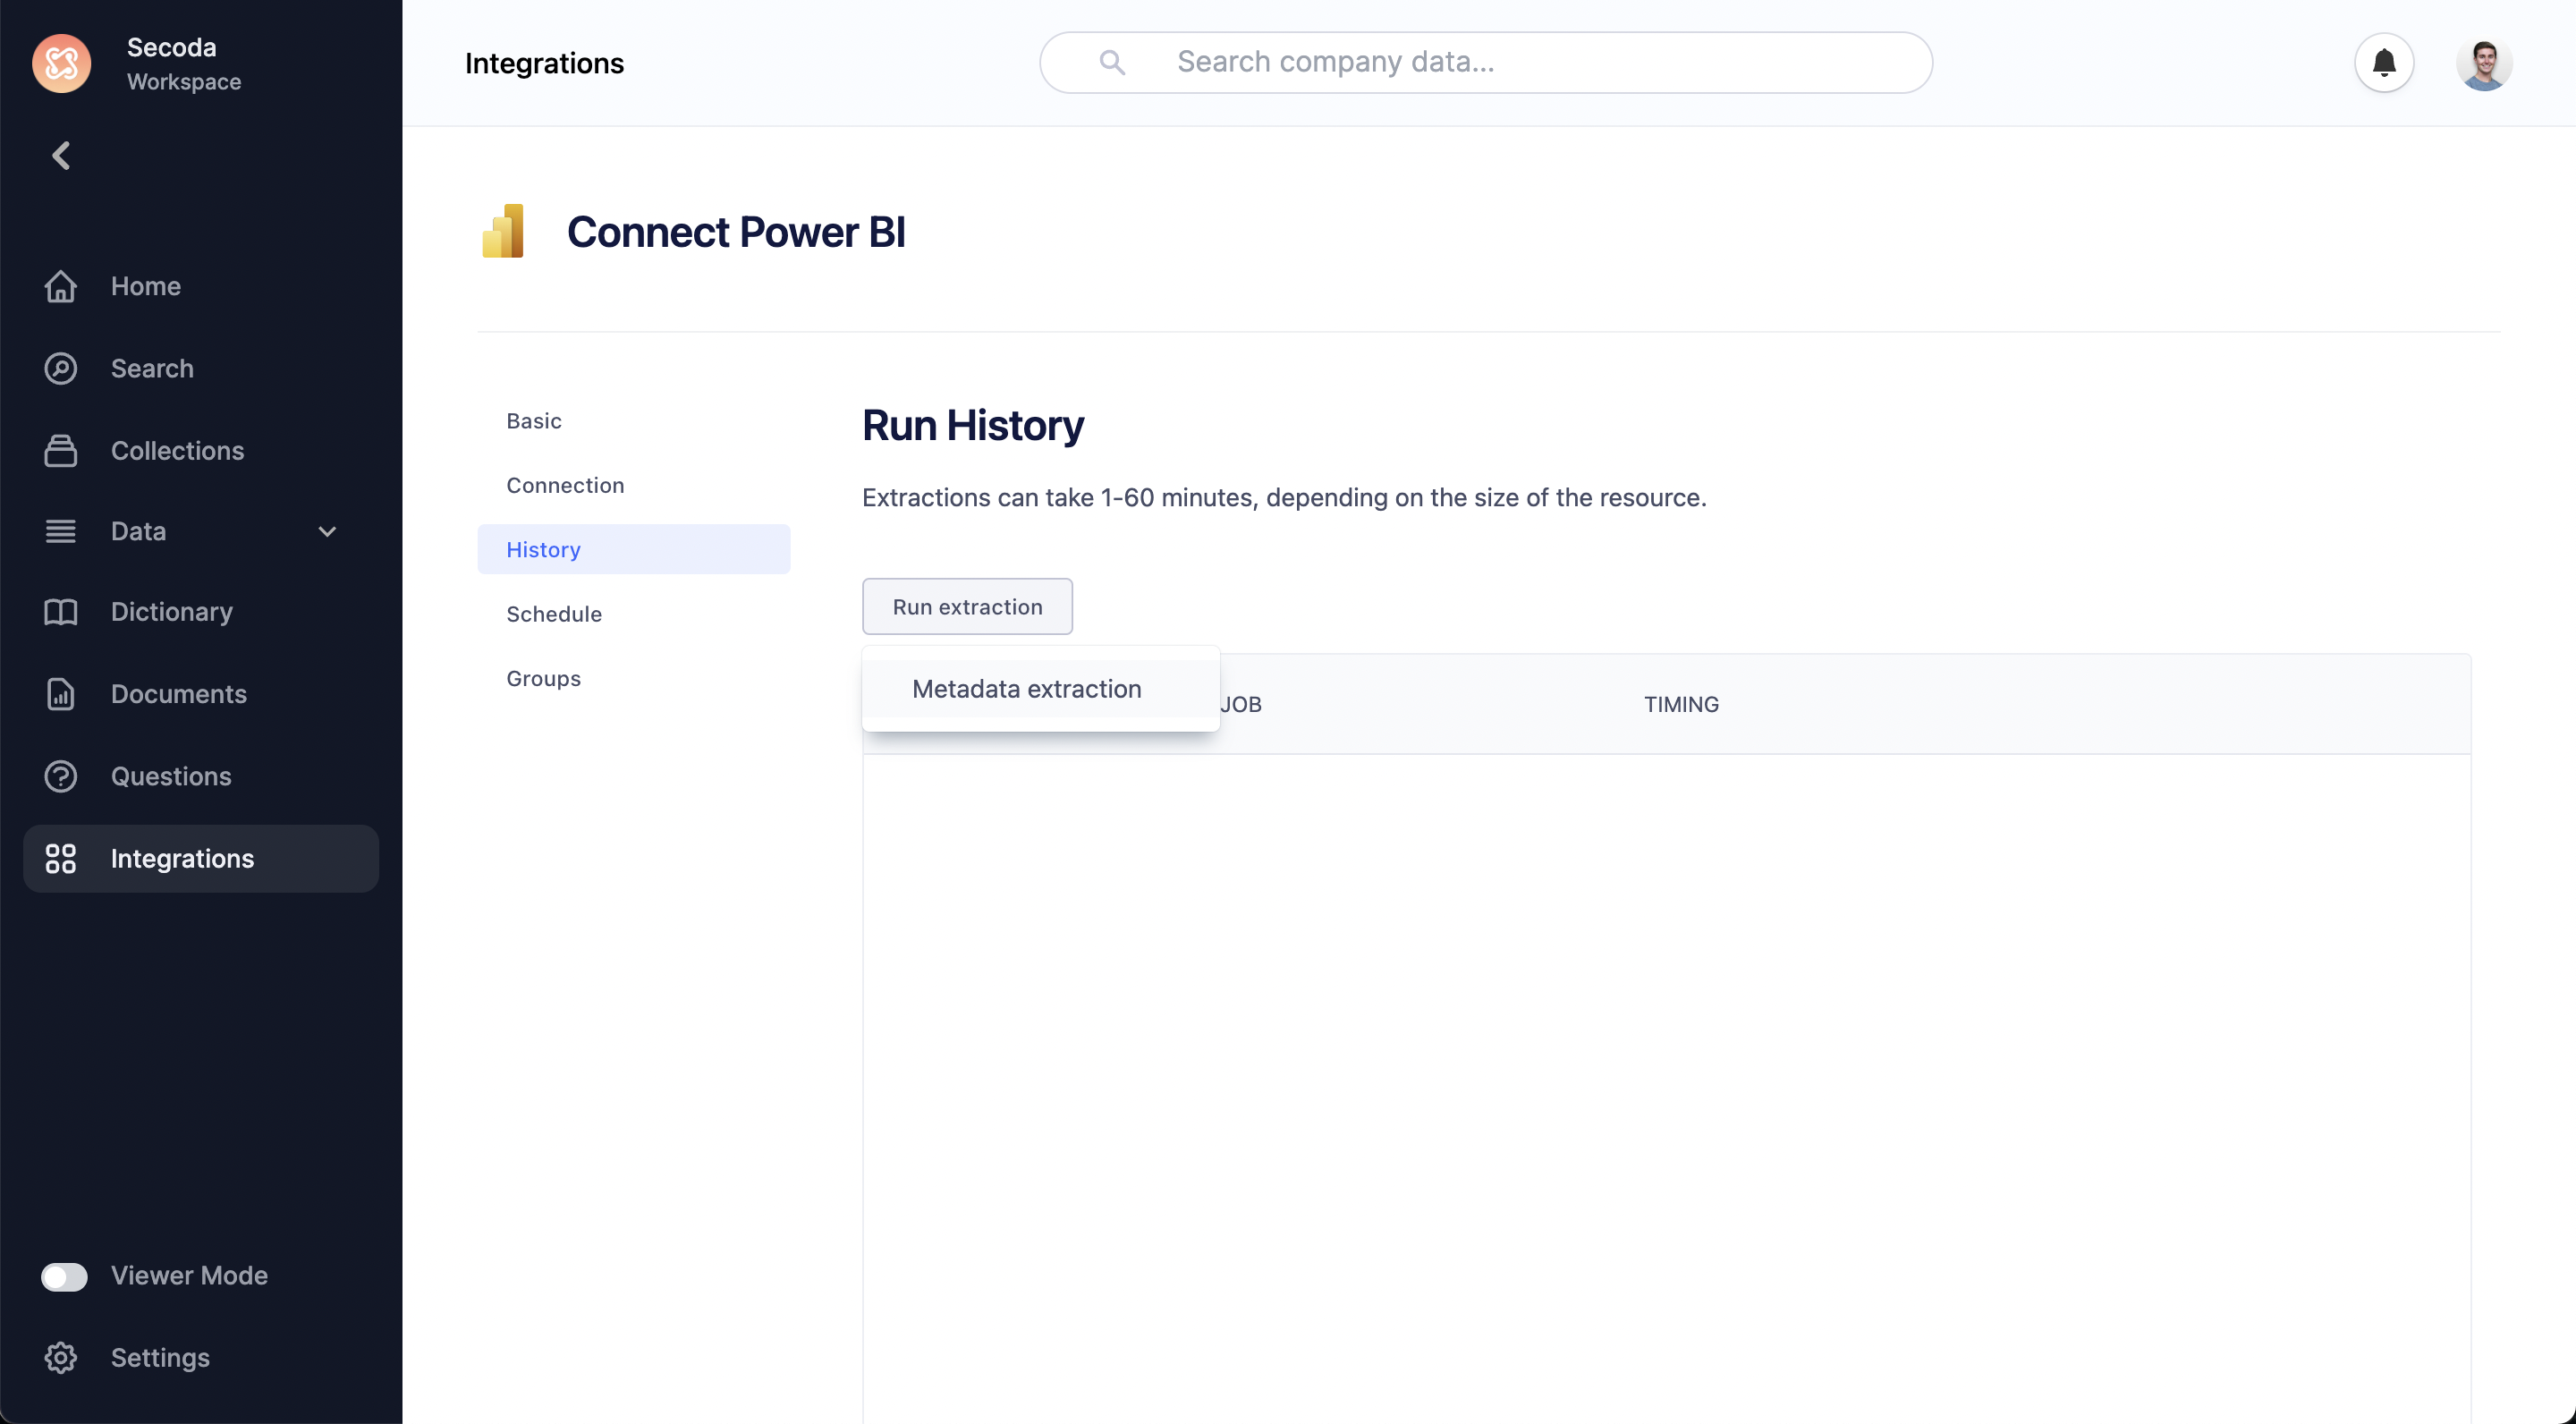 Secoda
Workspace
Integrations
Search company data...
Home
Search
Collections
Data
Dictionary
Documents
Questions
Integrations
Viewer Mode
Settings
Connect Power BI
Basic
Connection
History
Schedule
Groups
Run History
Extractions can take 1-60 minutes, depending on the size of the resource.
Run extraction
Metadata extraction
JOB
TIMING